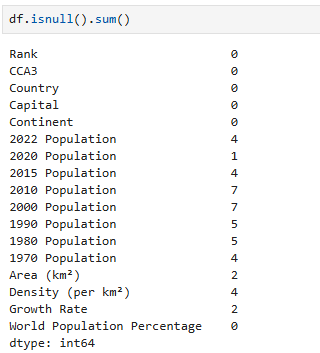 df.isnull().sum()
Rank 0
CCA3 0
Country 0
Capital 0
Continent 0
2022 Population 4
2020 Population 1
2015 Population 4
2010 Population 7
2000 Population 7
1990 Population 5
1980 Population 5
1970 Population 4
Area (km²) 2
Density (per km²) 4
Growth Rate 2
World Population Percentage 0
dtype: int64